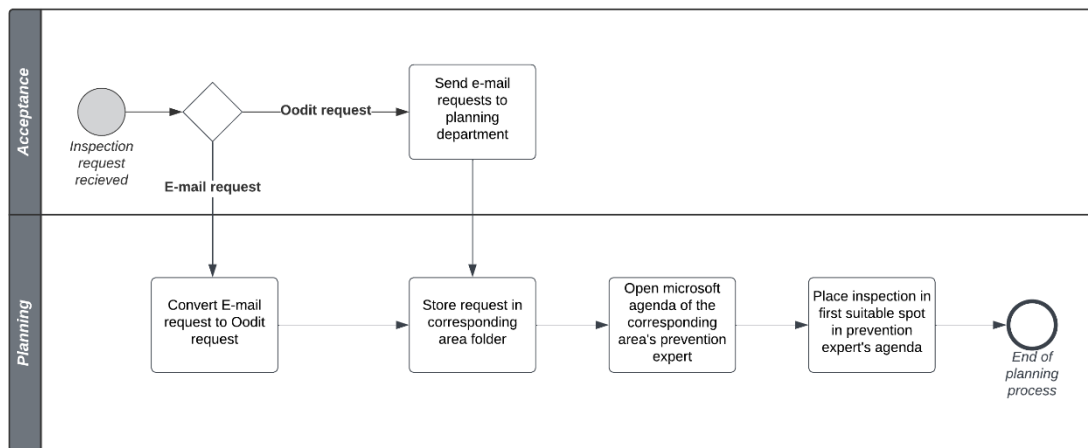 Acceptance
Inspection
request
recieved
Oodit request
E-mail request
Send e-mail
requests to
planning
department
Planning
Convert E-mail
request to Oodit
request
Store request in
corresponding
area folder
Open microsoft
agenda of the
corresponding
area's prevention
expert
Place inspection in
first suitable spot
in prevention
expert's agenda
End of
planning
process